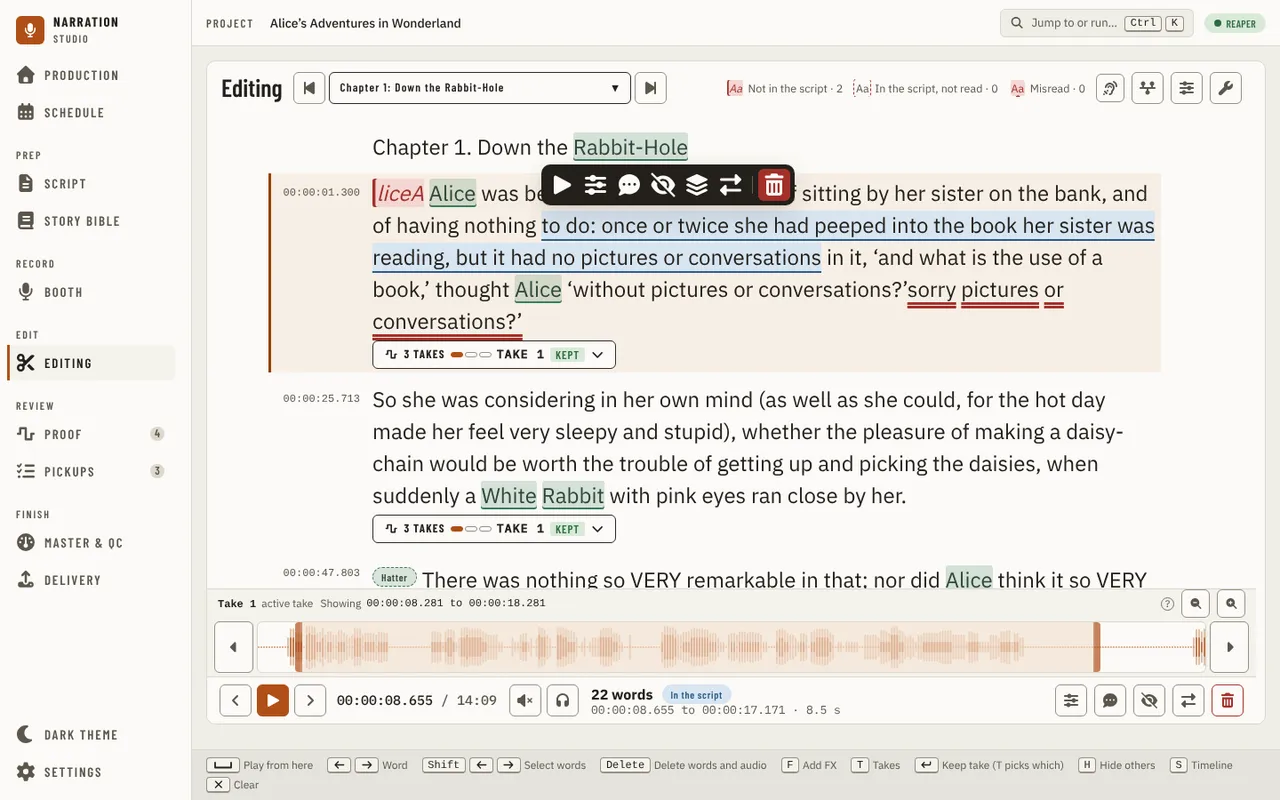 NARRATION
STUDIO
PRODUCTION
SCHEDULE
PREP
SCRIPT
STORY BIBLE
RECORD
BOOTH
EDIT
EDITING
REVIEW
PROOF 4
PICKUPS 3
FINISH
MASTER & QC
DELIVERY
DARK THEME
SETTINGS
PROJECT Alice's Adventures in Wonderland
Jump to or run... Ctrl K
REAPER
Editing
Chapter 1: Down the Rabbit-Hole
Aa Not in the script · 2 Aa In the script, not read · 0 Aa Misread · 0
Chapter 1. Down the Rabbit-Hole
00:00:01.300 liceA Alice was be sitting by her sister on the bank, and
of having nothing to do: once or twice she had peeped into the book her sister was
reading, but it had no pictures or conversations in it, ‘and what is the use of a
book,’ thought Alice ‘without pictures or conversations?’sorry pictures or
conversations?’
3 TAKES TAKE 1 KEPT
00:00:25.713 So she was considering in her own mind (as well as she could, for the hot day
made her feel very sleepy and stupid), whether the pleasure of making a daisy-
chain would be worth the trouble of getting up and picking the daisies, when
suddenly a White Rabbit with pink eyes ran close by her.
3 TAKES TAKE 1 KEPT
00:00:47.803 Hatter There was nothing so VERY remarkable in that; nor did Alice think it so VERY
Take 1 active take Showing 00:00:08.281 to 00:00:18.281
?
00:00:08.655 / 14:09
22 words In the script
00:00:08.655 to 00:00:17.171 · 8.5 s
Play from here ← → Word Shift ← → Select words Delete Delete words and audio F Add FX T Takes ↵ Keep take (T picks which) H Hide others S Timeline
✕ Clear